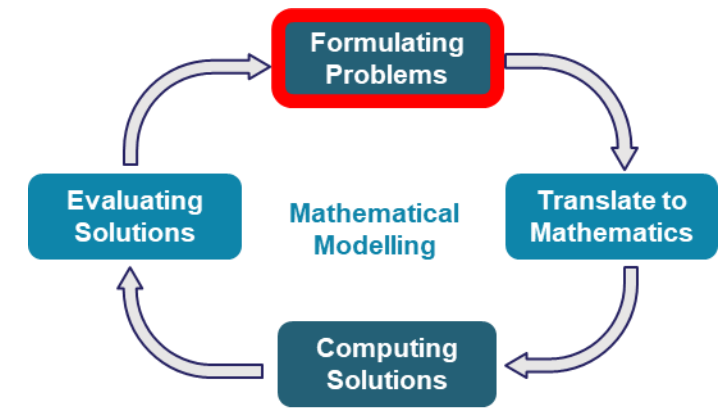 Formulating
Problems
Evaluating
Solutions
Mathematical
Modelling
Translate to
Mathematics
Computing
Solutions